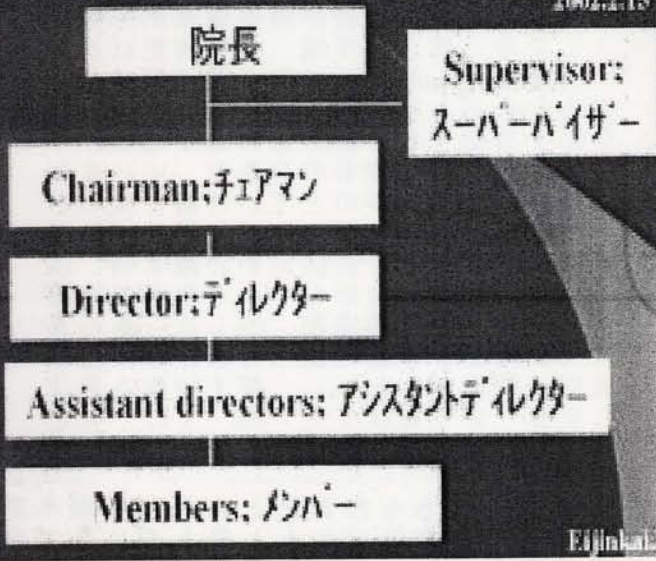 院長
Supervisor:
スーパーバイザー
Chairman;チェアマン
Director:ディレクター
Assistant directors; アシスタントディレクター
Members: メンバー